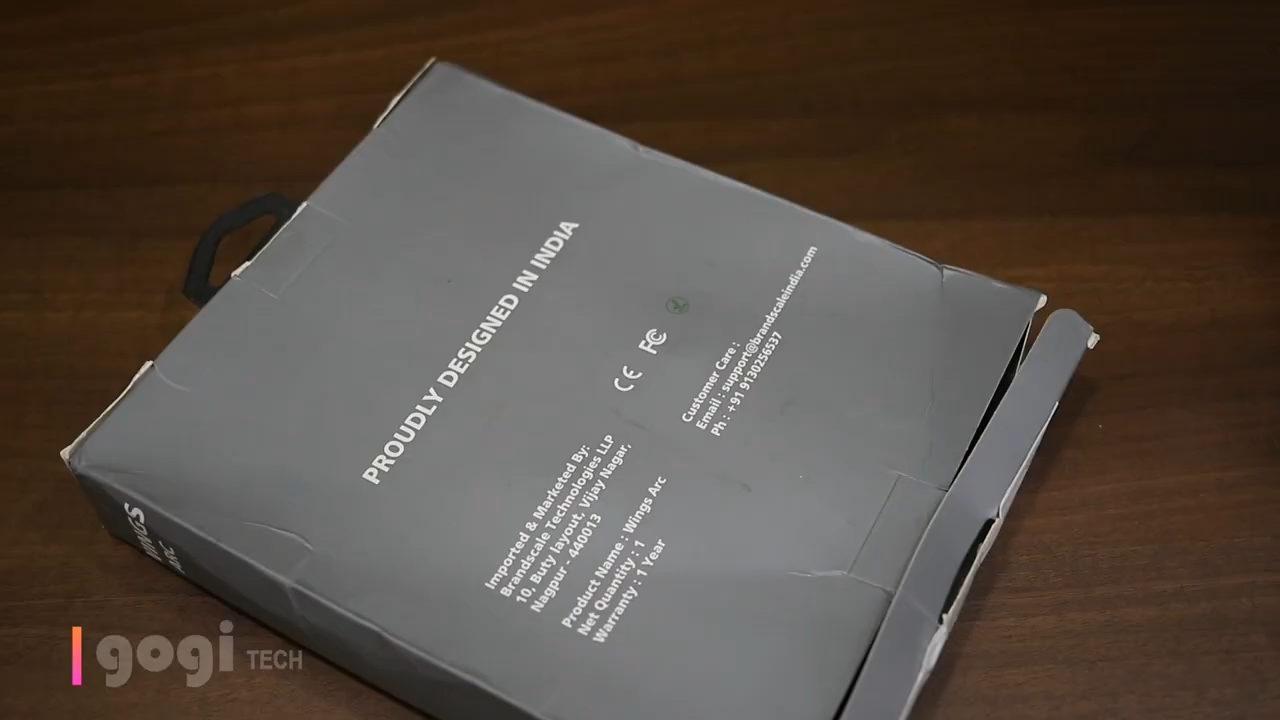 PROUDLY DESIGNED IN INDIA
CE FC
Customer Care :
Email : support@brandscaleindia.com
Ph : +91 9130256537
Imported & Marketed By:
Brandscale Technologies LLP
10, Buty layout, Vijay Nagar,
Nagpur - 440013
Product Name : Wings Arc
Net Quantity : 1
Warranty : 1 Year
WINGS
ARC
gogi TECH